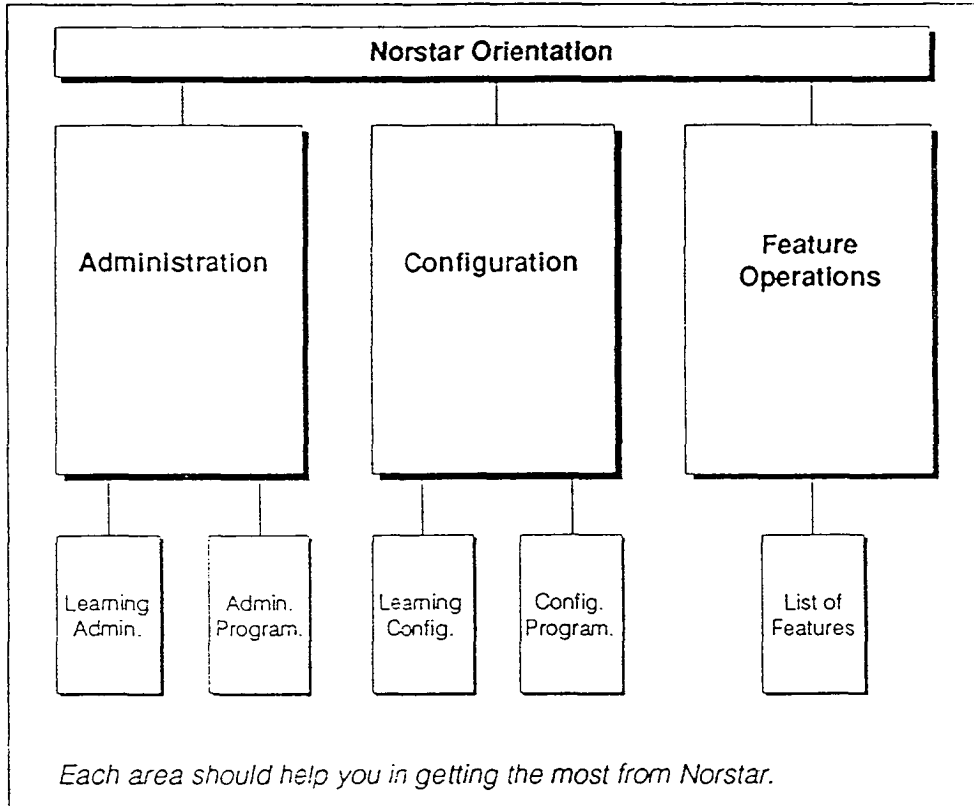 Norstar Orientation
Administration
Configuration
Feature
Operations
Learning
Admin.
Admin.
Program.
Learning
Config.
Config.
Program.
List of
Features
Each area should help you in getting the most from Norstar.